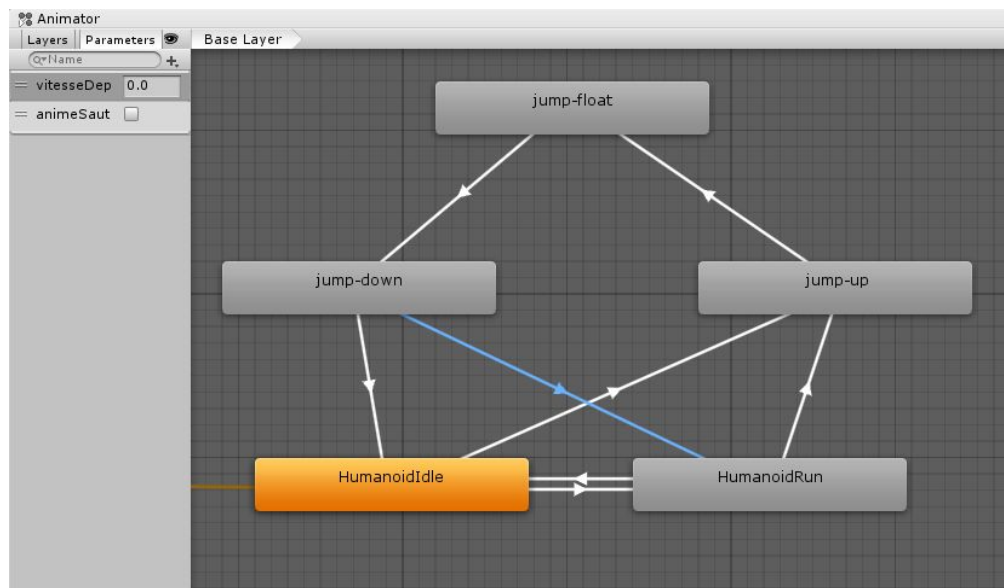 Animator
Layers Parameters Base Layer
Name
vitesseDep 0.0
animeSaut
jump-float
jump-down jump-up
HumanoidIdle HumanoidRun